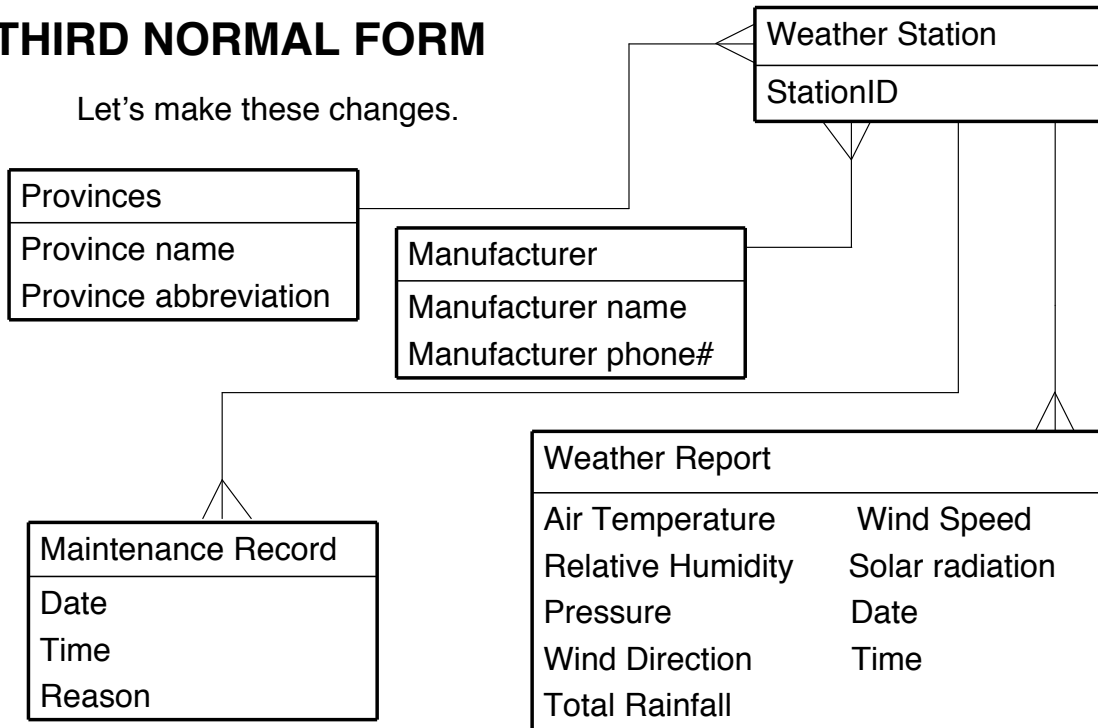 THIRD NORMAL FORM
Let's make these changes.
Weather Station
StationID
Provinces
Province name
Province abbreviation
Manufacturer
Manufacturer name
Manufacturer phone#
Maintenance Record
Date
Time
Reason
Weather Report
Air Temperature Wind Speed
Relative Humidity Solar radiation
Pressure Date
Wind Direction Time
Total Rainfall